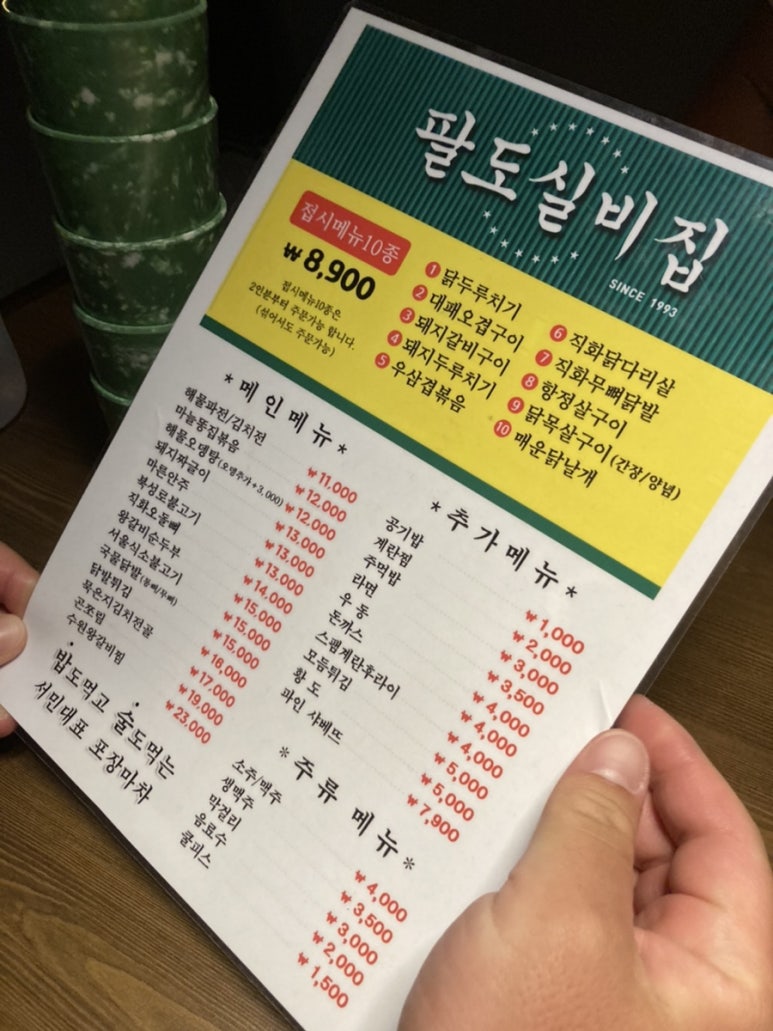 팔도실비집
SINCE 1993
접시메뉴10종
₩8,900
접시메뉴10종은
2인분부터 주문가능 합니다.
(섞어서도 주문가능)
1 닭두루치기
2 대패오겹구이
3 돼지갈비구이
4 돼지두루치기
5 우삼겹볶음
6 직화닭다리살
7 직화무뼈닭발
8 항정살구이
9 닭목살구이(간장/양념)
10 매운닭날개
*메인메뉴*
해물파전/김치전 ₩11,000
마늘똥집볶음 ₩12,000
해물오뎅탕(오뎅추가+3,000) ₩12,000
돼지짜글이 ₩13,000
마른안주 ₩13,000
북성로불고기 ₩13,000
직화오돌뼈 ₩14,000
왕갈비순두부 ₩15,000
서울식소불고기 ₩15,000
국물닭발(통뼈/무뼈) ₩15,000
닭발튀김 ₩16,000
묵은지김치전골 ₩17,000
곤쪼림 ₩19,000
수원왕갈비찜 ₩23,000
*추가메뉴*
공기밥 ₩1,000
계란찜 ₩2,000
주먹밥 ₩3,000
라면 ₩3,500
우동 ₩4,000
돈까스 ₩4,000
스팸계란후라이 ₩4,000
모듬튀김 ₩5,000
황도 ₩5,000
파인 샤베뜨 ₩7,900
*주류메뉴*
소주/맥주 ₩4,000
생맥주 ₩3,500
막걸리 ₩3,000
음료수 ₩2,000
쿨피스 ₩1,500
밥도먹고 술도먹는
서민대표 포장마차